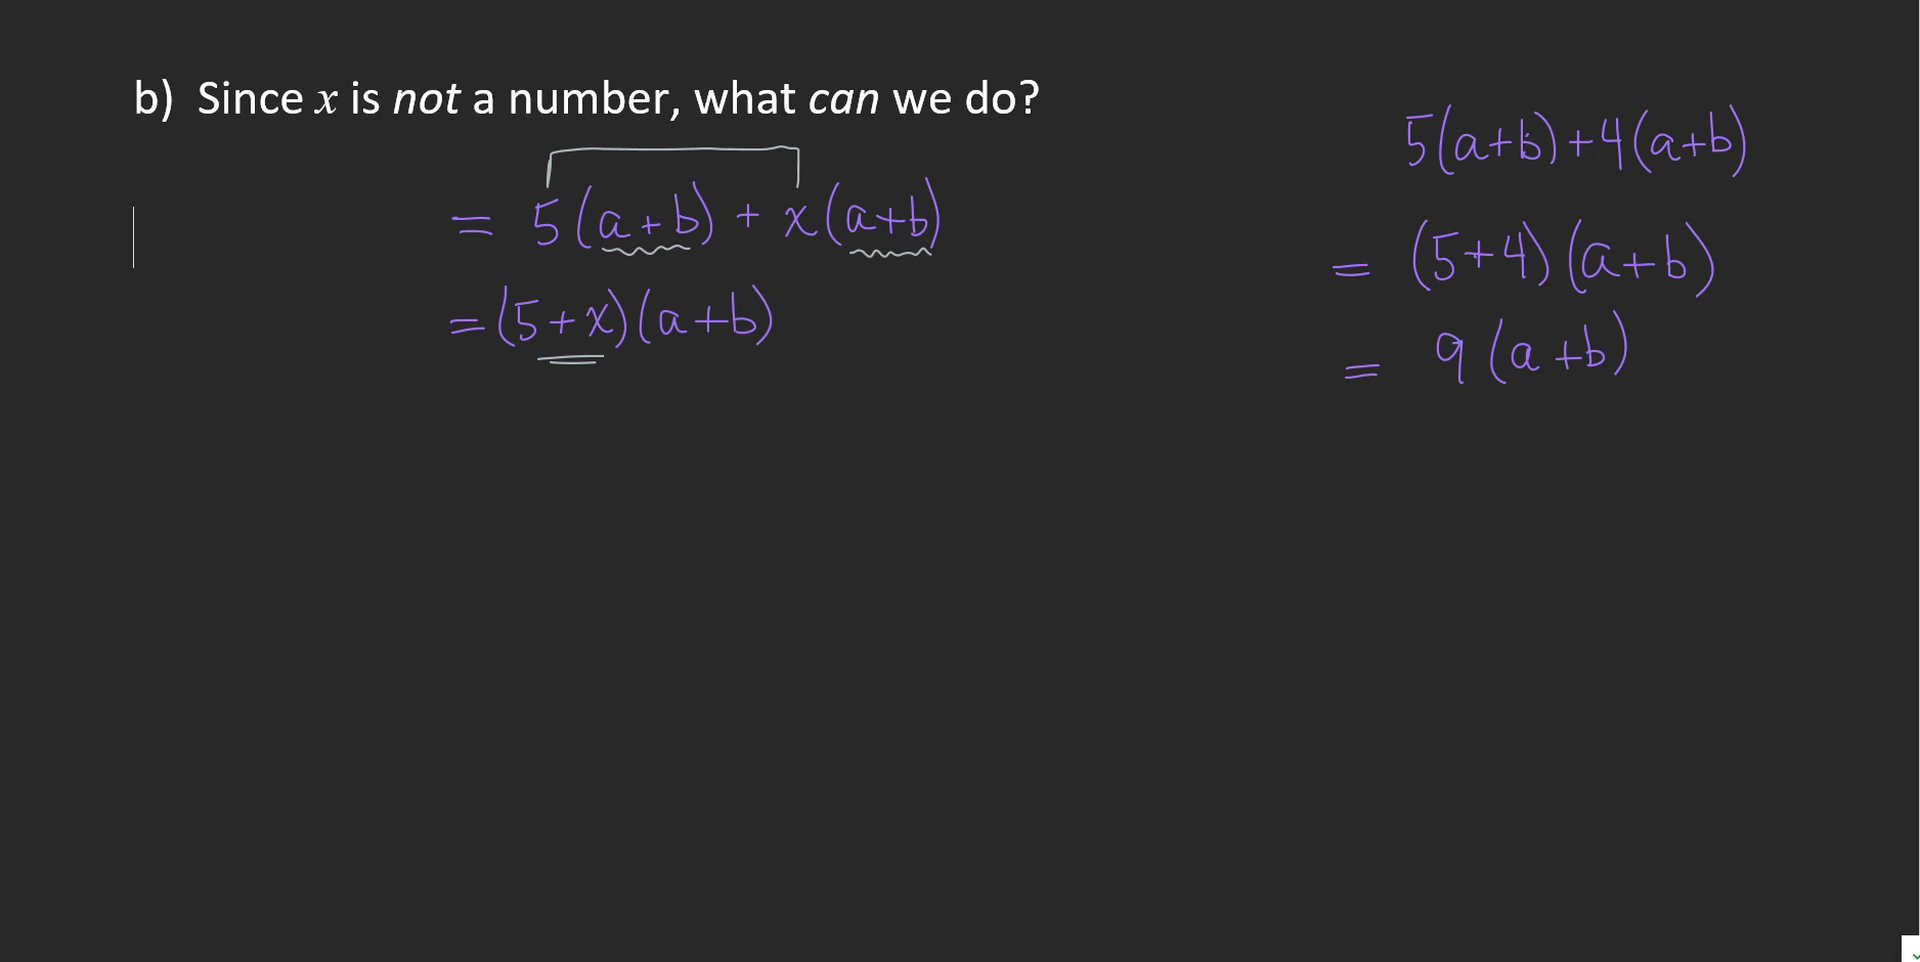 b) Since x is not a number, what can we do?
= 5(a+b) + x(a+b)
= (5+x)(a+b)
5(a+b)+4(a+b)
= (5+4)(a+b)
= 9(a+b)